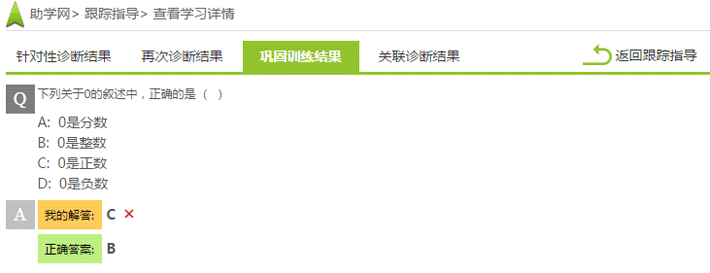 助学网> 跟踪指导> 查看学习详情
针对性诊断结果 再次诊断结果 巩固训练结果 关联诊断结果 返回跟踪指导
Q 下列关于0的叙述中，正确的是（ ）
A: 0是分数
B: 0是整数
C: 0是正数
D: 0是负数
A 我的解答: C ×
正确答案: B